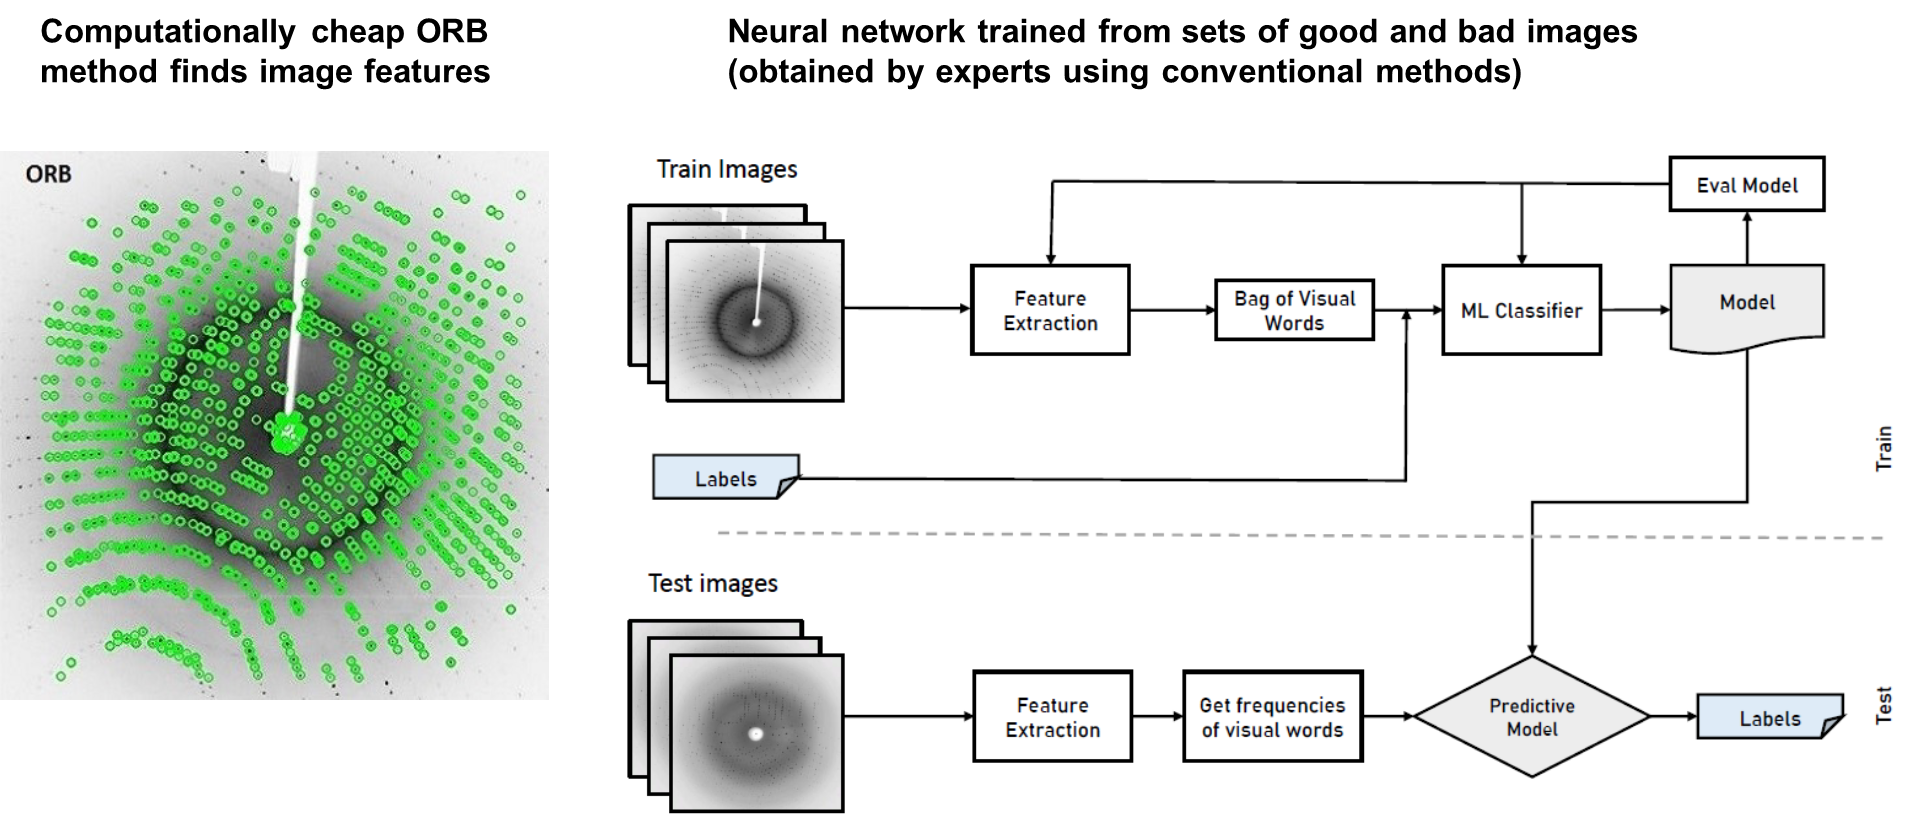 Computationally cheap ORB
method finds image features
Neural network trained from sets of good and bad images
(obtained by experts using conventional methods)
ORB
Train Images
Eval Model
Feature
Extraction
Bag of Visual
Words
ML Classifier
Model
Labels
Train
Test images
Feature
Extraction
Get frequencies
of visual words
Predictive
Model
Labels
Test